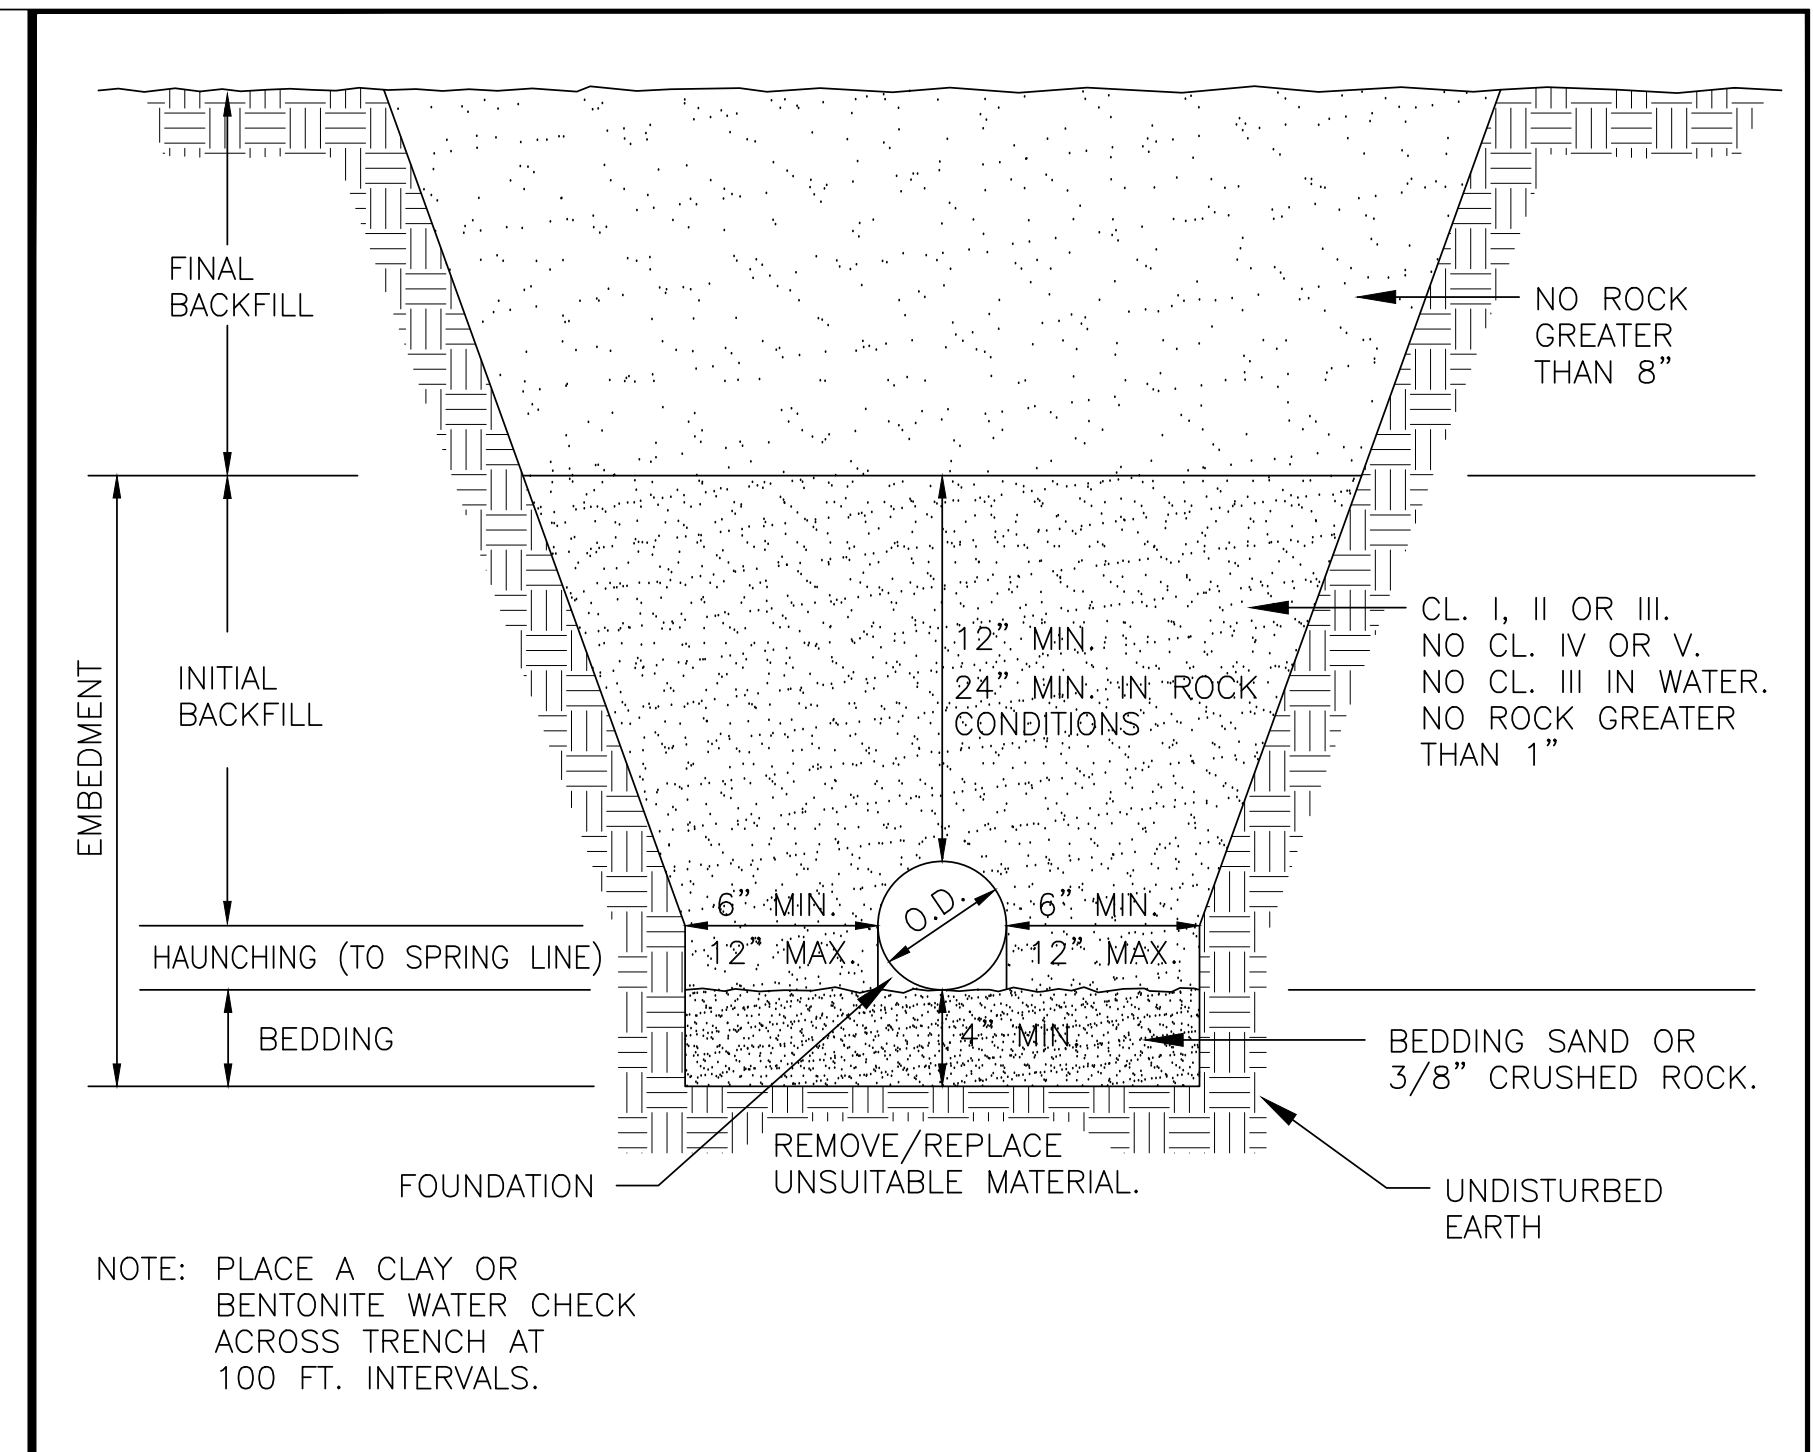 FINAL
BACKFILL
NO ROCK
GREATER
THAN 8"
EMBEDMENT
INITIAL
BACKFILL
12" MIN.
24" MIN. IN ROCK
CONDITIONS
CL. I, II OR III.
NO CL. IV OR V.
NO CL. III IN WATER.
NO ROCK GREATER
THAN 1"
6" MIN.
12" MAX.
O.D.
6" MIN.
12" MAX.
HAUNCHING (TO SPRING LINE)
BEDDING
4" MIN.
BEDDING SAND OR
3/8" CRUSHED ROCK.
FOUNDATION
REMOVE/REPLACE
UNSUITABLE MATERIAL.
UNDISTURBED
EARTH
NOTE: PLACE A CLAY OR
BENTONITE WATER CHECK
ACROSS TRENCH AT
100 FT. INTERVALS.